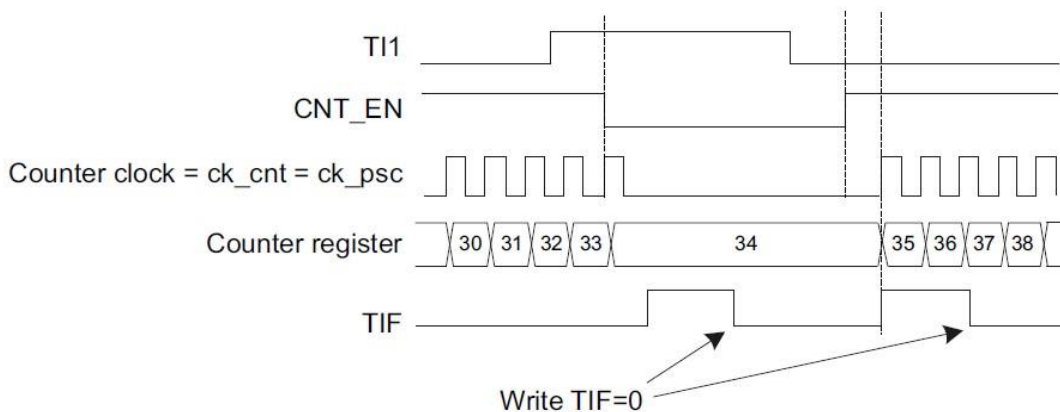 TI1
CNT_EN
Counter clock = ck_cnt = ck_psc
Counter register 30 31 32 33 34 35 36 37 38
TIF
Write TIF=0